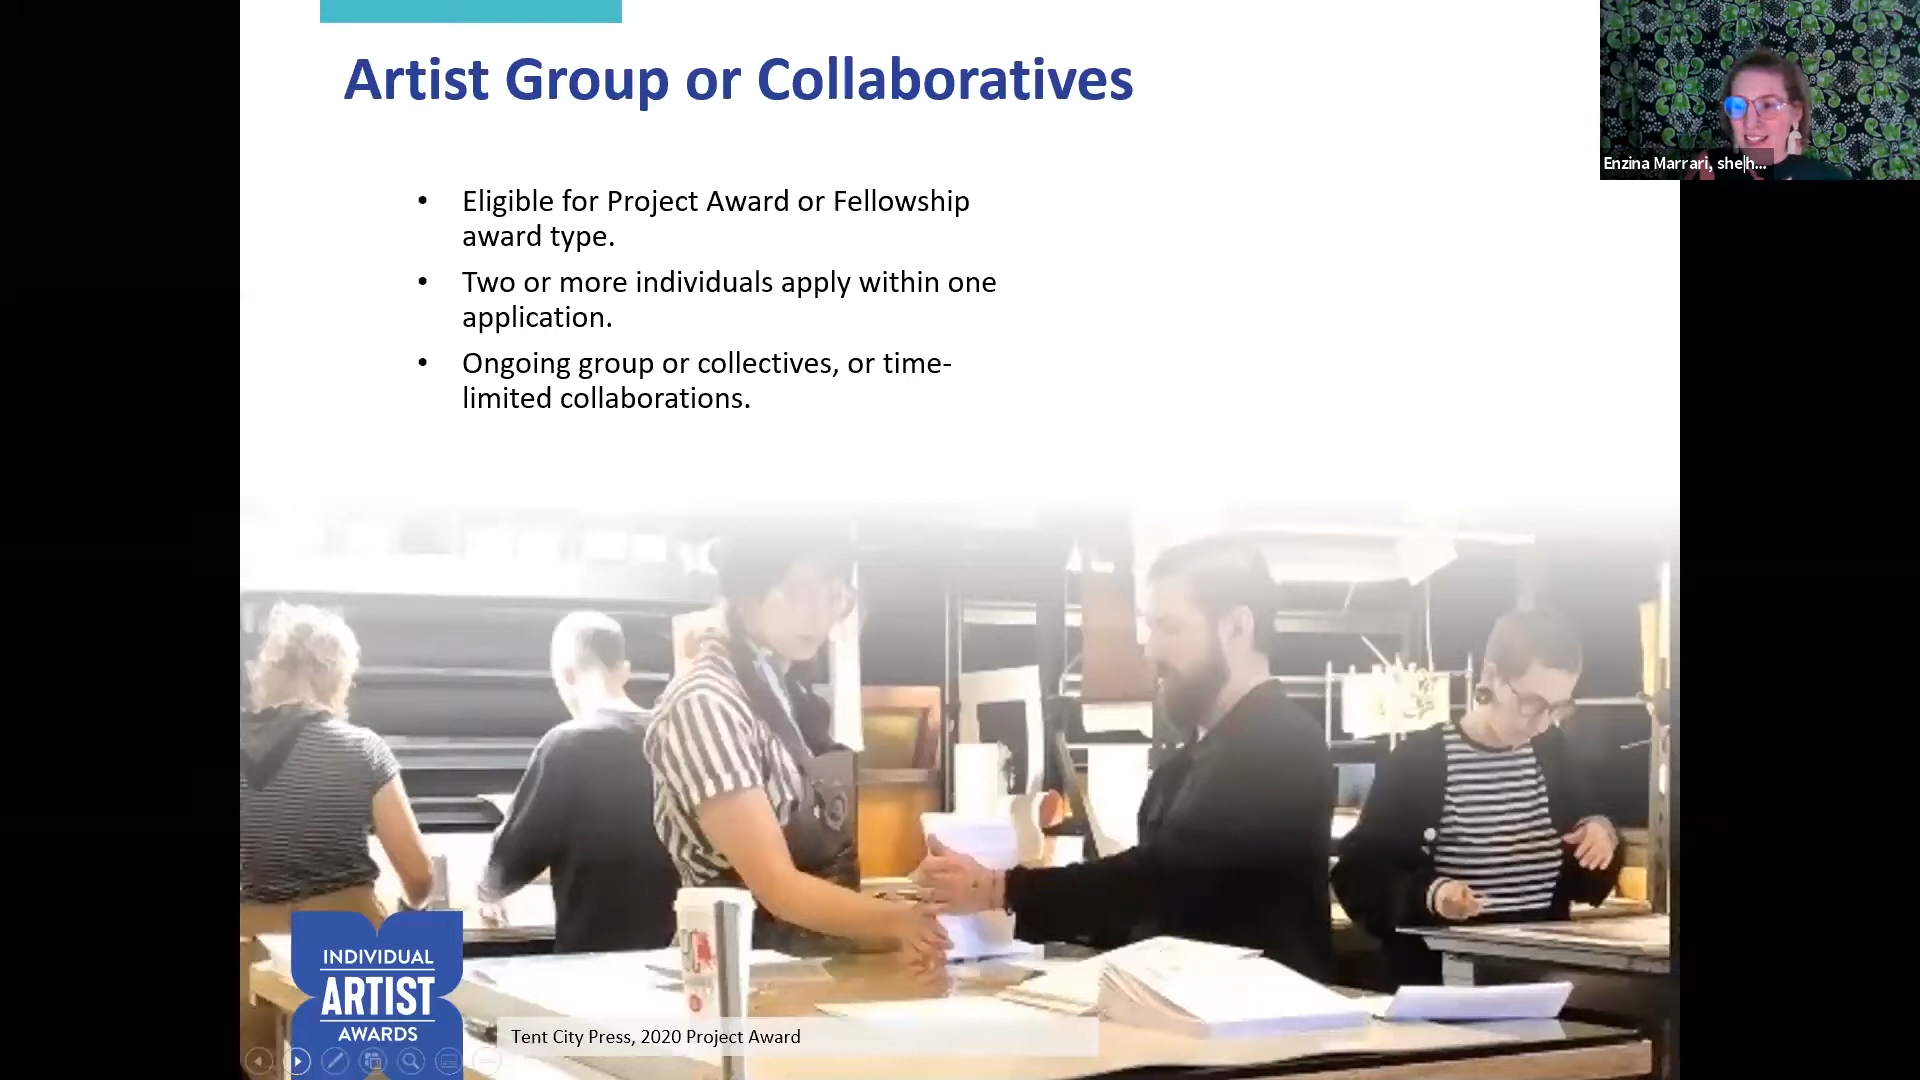 Artist Group or Collaboratives
Enzina Marrari, she|h...
• Eligible for Project Award or Fellowship
award type.
• Two or more individuals apply within one
application.
• Ongoing group or collectives, or time-
limited collaborations.
INDIVIDUAL
ARTIST
AWARDS
Tent City Press, 2020 Project Award